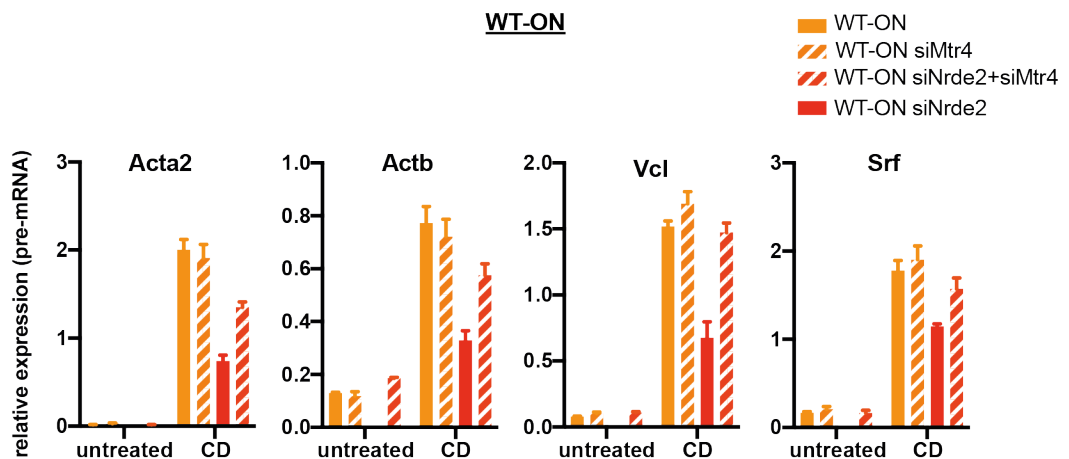 WT-ON
WT-ON
WT-ON siMtr4
WT-ON siNrde2+siMtr4
WT-ON siNrde2
relative expression (pre-mRNA)
Acta2
3
2
1
0
untreated CD
Actb
1.0
0.8
0.6
0.4
0.2
0.0
untreated CD
Vcl
2.0
1.5
1.0
0.5
0.0
untreated CD
Srf
3
2
1
0
untreated CD